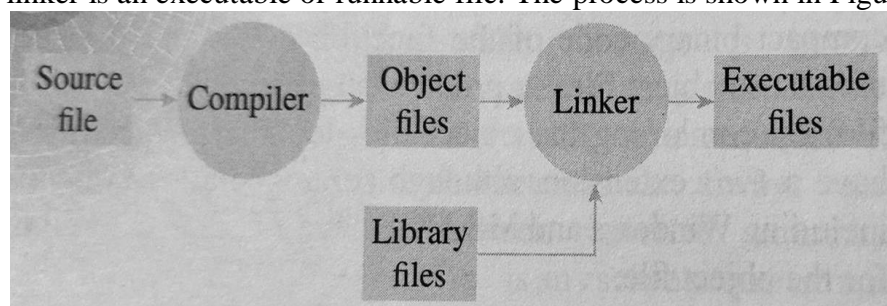 linker is an executable or runnable file. The process is shown in Figu
Source
file
Compiler
Object
files
Linker
Executable
files
Library
files